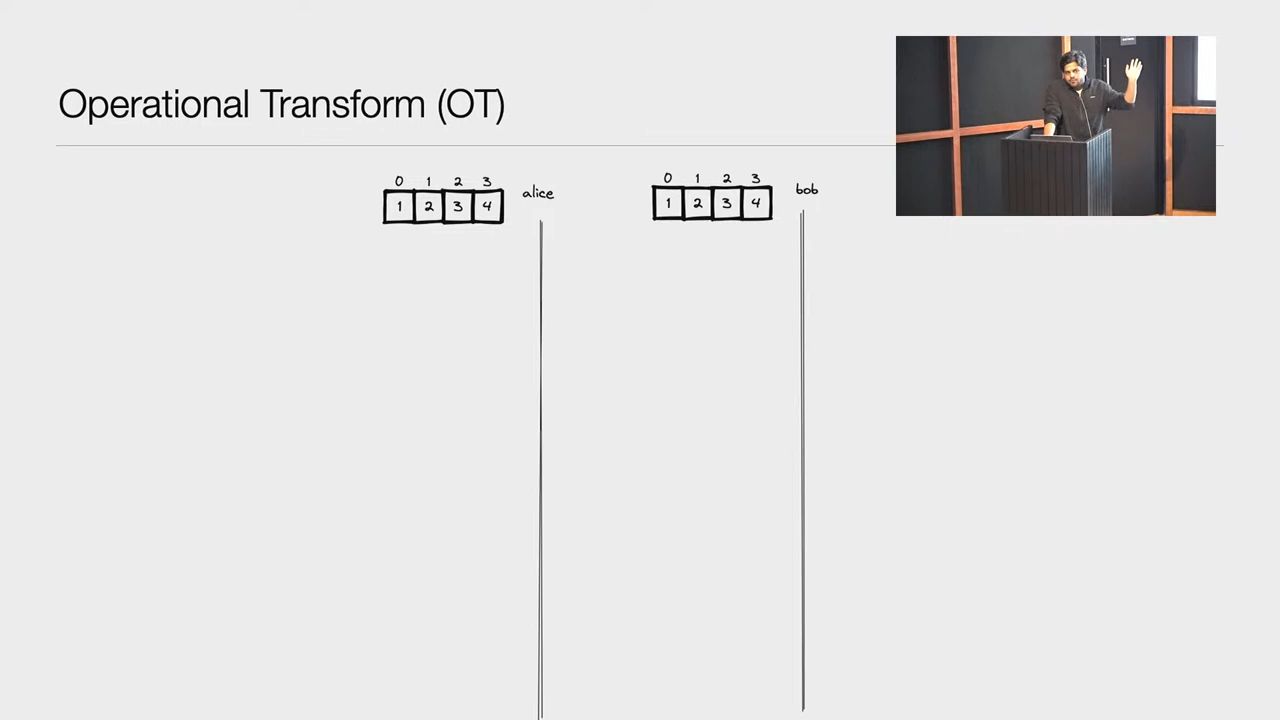 Operational Transform (OT)
0 1 2 3
1 2 3 4
alice
0 1 2 3
1 2 3 4
bob